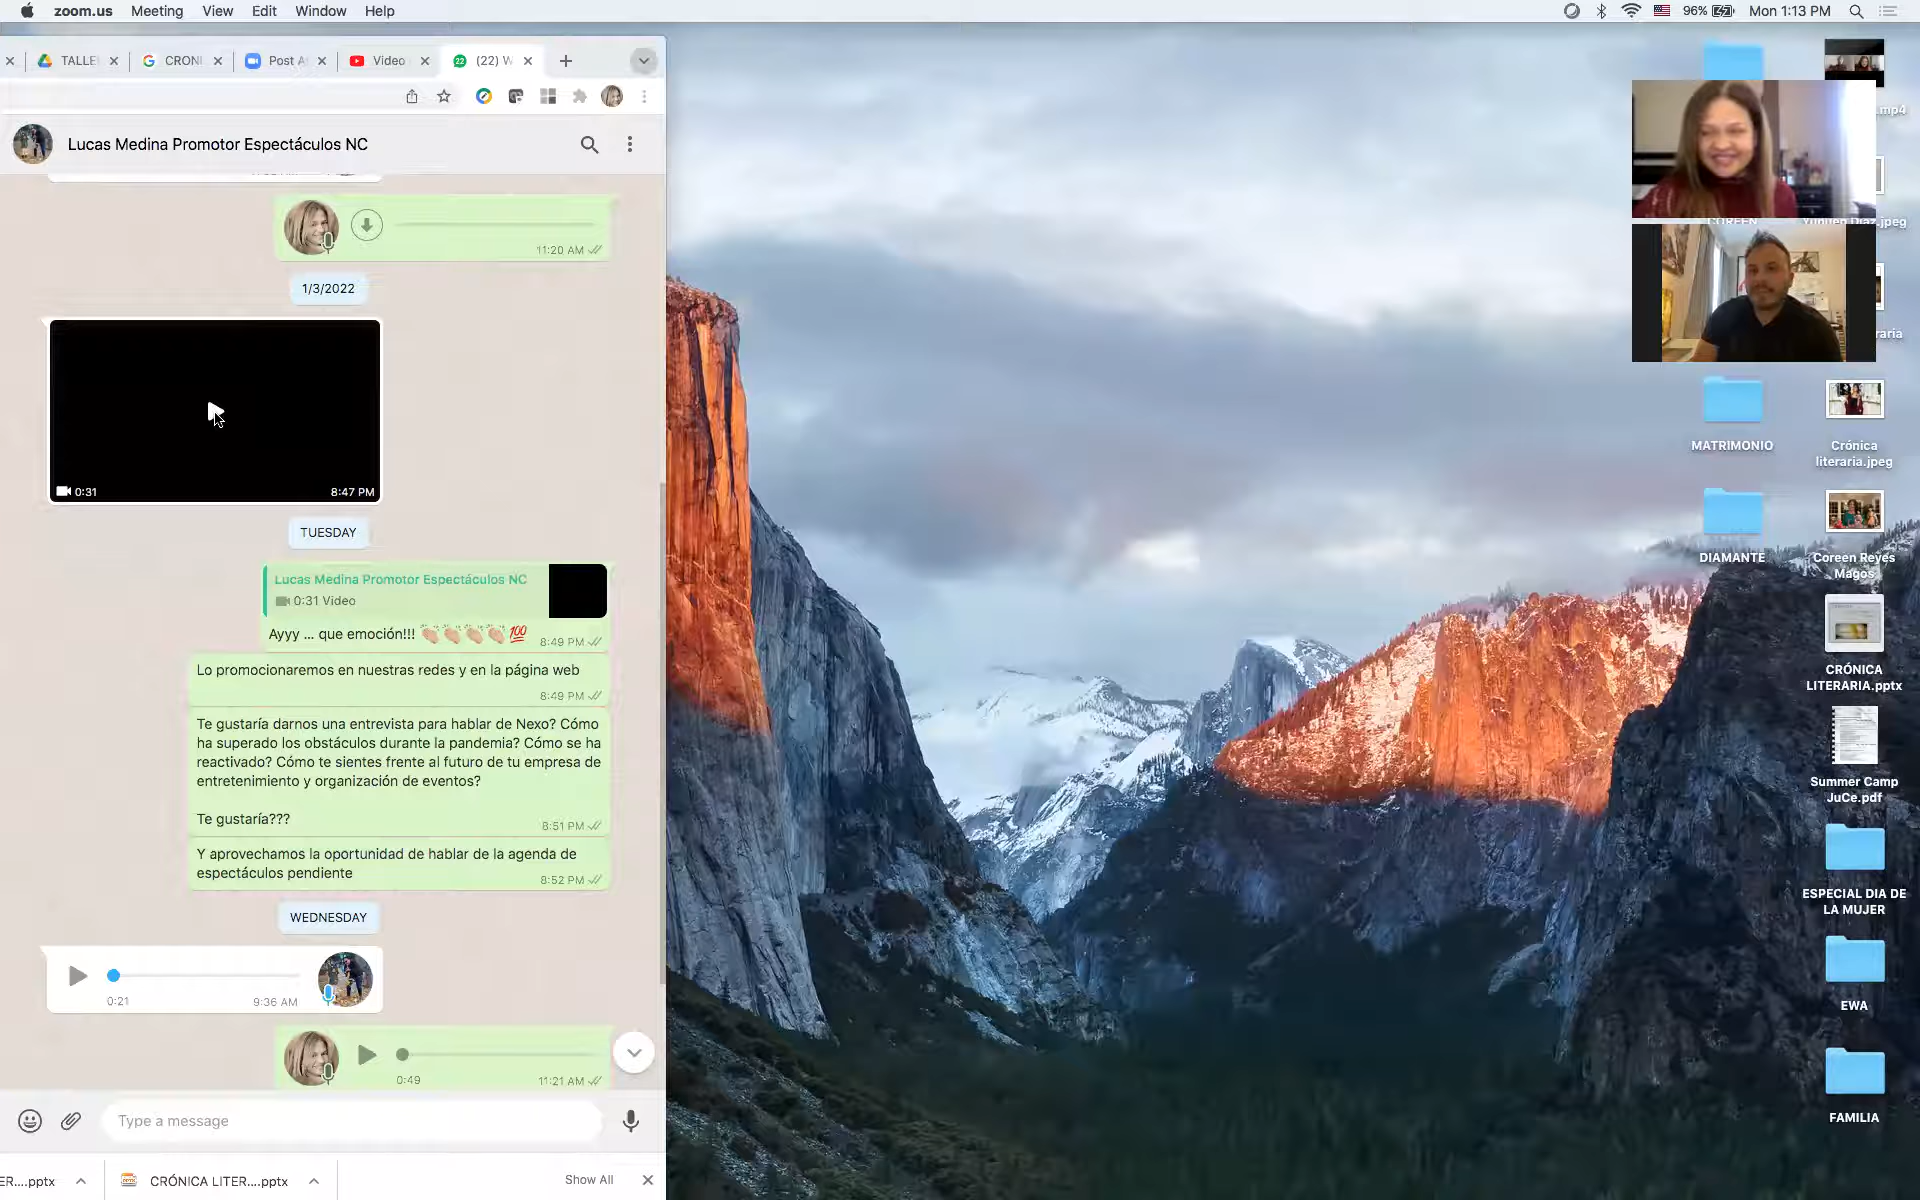 zoom.us Meeting View Edit Window Help
96% Mon 1:13 PM
TALLE
CRONI
Post A
Video
22 (22) W
Lucas Medina Promotor Espectáculos NC
11:20 AM
1/3/2022
0:31 8:47 PM
TUESDAY
Lucas Medina Promotor Espectáculos NC
0:31 Video
Ayyy ... que emoción!!! 👏👏👏👏💯 8:49 PM
Lo promocionaremos en nuestras redes y en la página web
8:49 PM
Te gustaría darnos una entrevista para hablar de Nexo? Cómo
ha superado los obstáculos durante la pandemia? Cómo se ha
reactivado? Cómo te sientes frente al futuro de tu empresa de
entretenimiento y organización de eventos?
Te gustaría???
8:51 PM
Y aprovechamos la oportunidad de hablar de la agenda de
espectáculos pendiente
8:52 PM
WEDNESDAY
0:21 9:36 AM
0:49 11:21 AM
Type a message
ER....pptx
CRÓNICA LITER....pptx
Show All
.mp4
COREEN
.jpeg
raria
MATRIMONIO
Crónica
literaria.jpeg
DIAMANTE
Coreen Reyes
Magos
CRÓNICA
LITERARIA.pptx
Summer Camp
JuCe.pdf
ESPECIAL DIA DE
LA MUJER
EWA
FAMILIA